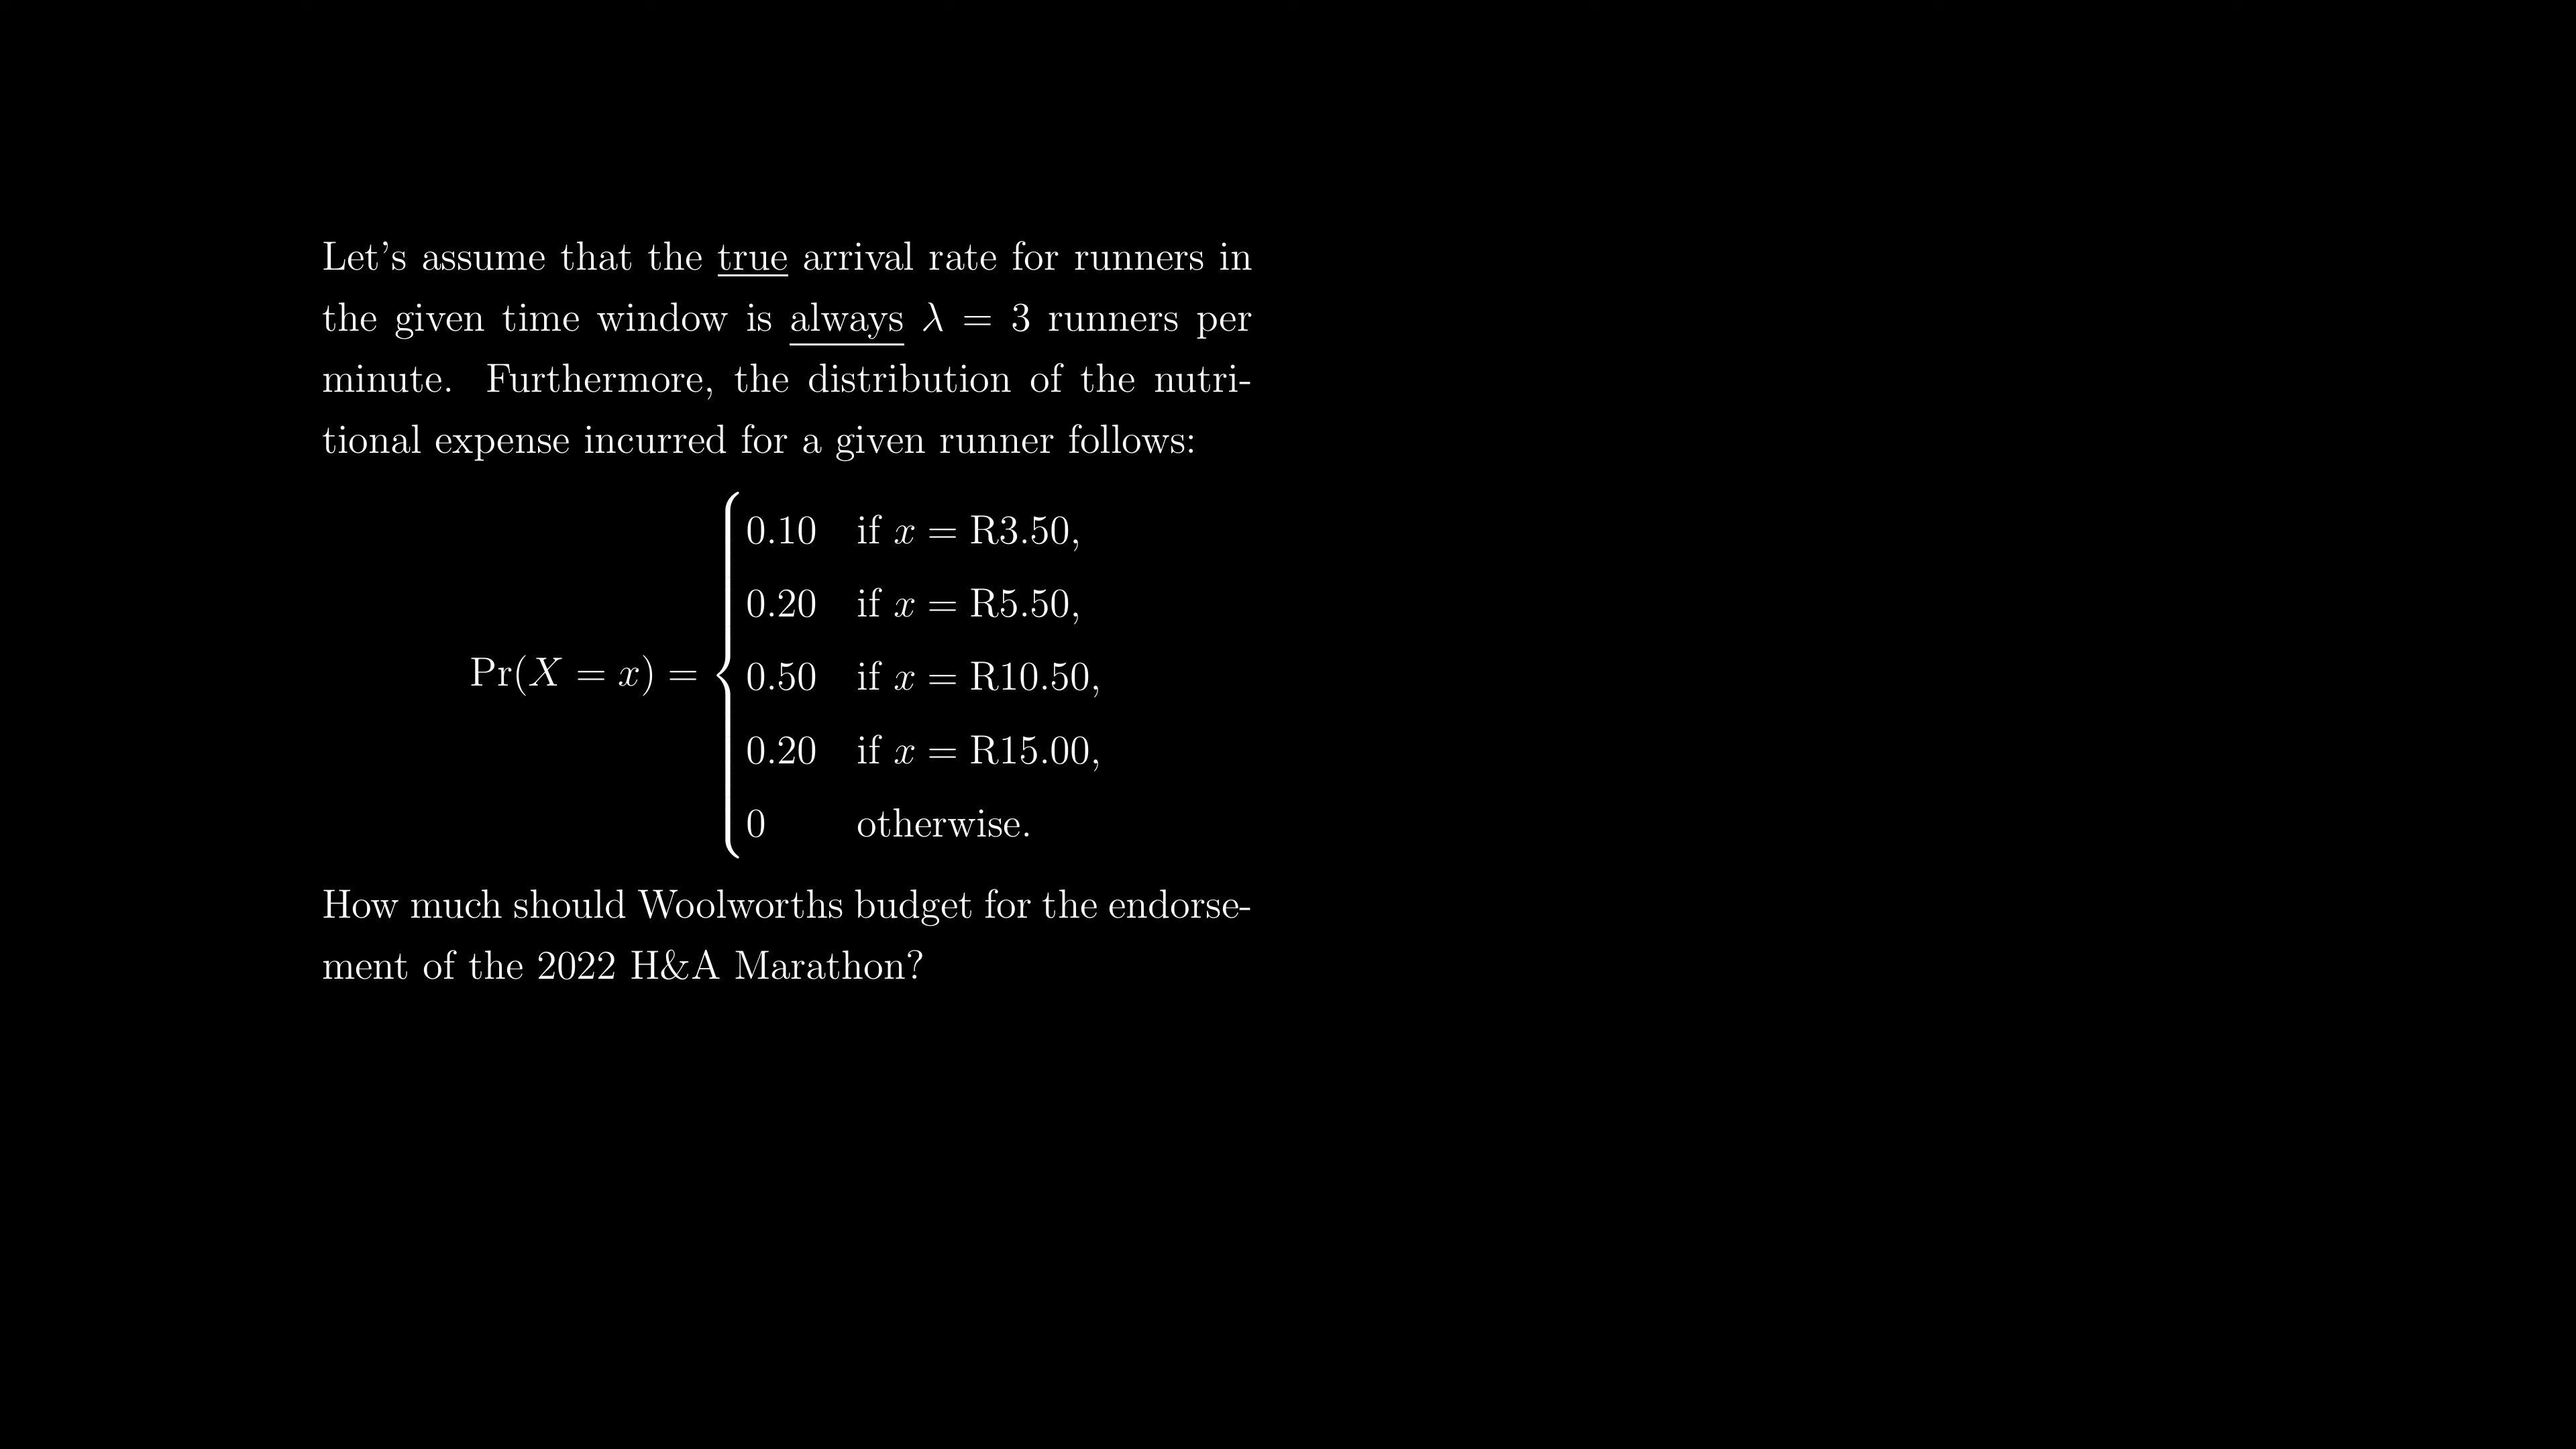 Let's assume that the true arrival rate for runners in
the given time window is always λ = 3 runners per
minute. Furthermore, the distribution of the nutri-
tional expense incurred for a given runner follows:
0.10 if x = R3.50,
0.20 if x = R5.50,
Pr(X = x) = { 0.50 if x = R10.50,
0.20 if x = R15.00,
0 otherwise.
How much should Woolworths budget for the endorse-
ment of the 2022 H&A Marathon?